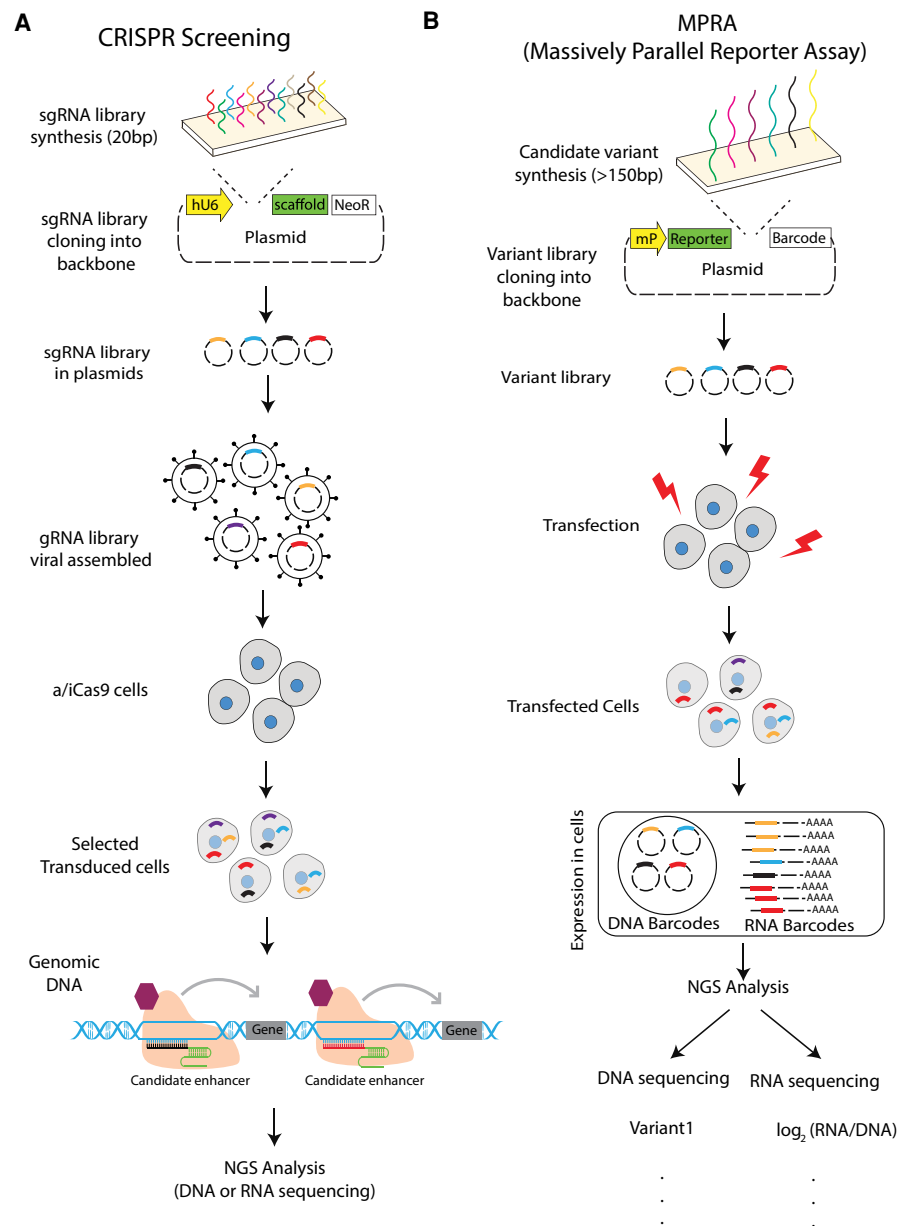 A
CRISPR Screening
sgRNA library
synthesis (20bp)
hU6
scaffold
NeoR
sgRNA library
cloning into
backbone
Plasmid
sgRNA library
in plasmids
gRNA library
viral assembled
a/iCas9 cells
Selected
Transduced cells
Genomic
DNA
Gene
Gene
Candidate enhancer
Candidate enhancer
NGS Analysis
(DNA or RNA sequencing)
B
MPRA
(Massively Parallel Reporter Assay)
Candidate variant
synthesis (>150bp)
mP
Reporter
Barcode
Variant library
cloning into
backbone
Plasmid
Variant library
Transfection
Transfected Cells
Expression in cells
AAAA
AAAA
AAAA
AAAA
AAAA
AAAA
AAAA
AAAA
DNA Barcodes
RNA Barcodes
NGS Analysis
DNA sequencing
RNA sequencing
Variant1
log2 (RNA/DNA)
. .
. .
. .